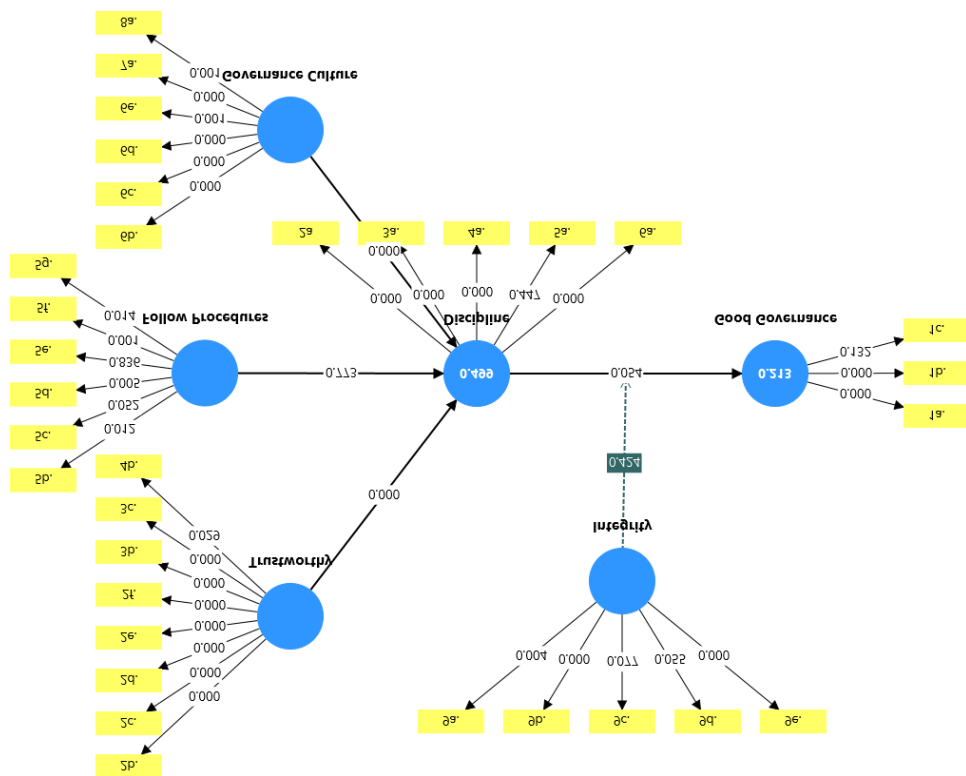 8a.
7a.
6e.
6d.
6c.
6b.
0.001
0.000
0.001
0.000
0.000
0.000
Governance Culture
2a
3a.
4a.
5a.
6a.
0.000
0.000
0.000
0.000
0.447
0.000
5g.
5f.
5e.
5d.
5c.
5b.
0.014
0.001
0.836
0.005
0.052
0.012
Follow Procedures
Discipline
Good Governance
0.773
0.499
0.054
0.213
0.132
0.000
0.000
1c.
1b.
1a.
4b.
3c.
3b.
2f.
2e.
2d.
2c.
2b.
0.029
0.000
0.000
0.000
0.000
0.000
0.000
0.000
Trustworthy
0.000
0.424
Integrity
0.004
0.000
0.077
0.055
0.000
9a.
9b.
9c.
9d.
9e.